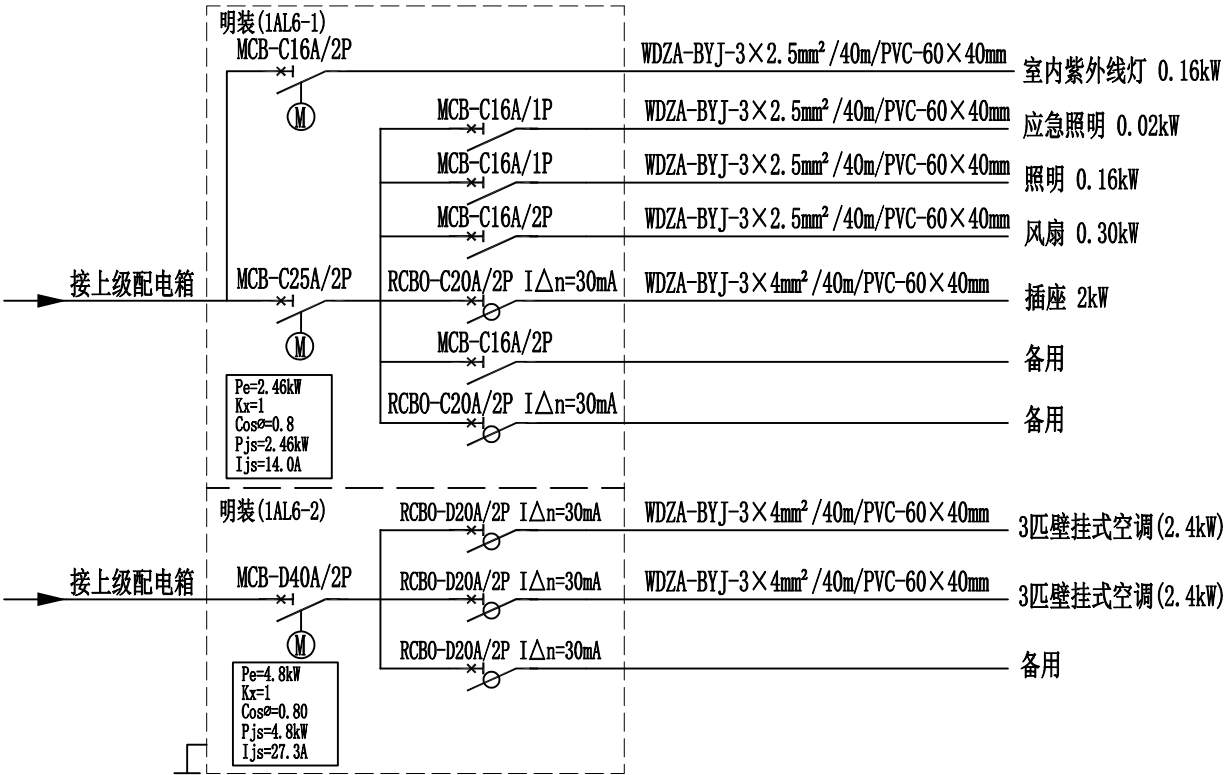 明装(1AL6-1)
MCB-C16A/2P
WDZA-BYJ-3×2.5mm²/40m/PVC-60×40mm
室内紫外线灯 0.16kW
M
MCB-C16A/1P
WDZA-BYJ-3×2.5mm²/40m/PVC-60×40mm
应急照明 0.02kW
MCB-C16A/1P
WDZA-BYJ-3×2.5mm²/40m/PVC-60×40mm
照明 0.16kW
MCB-C16A/2P
WDZA-BYJ-3×2.5mm²/40m/PVC-60×40mm
风扇 0.30kW
接上级配电箱
MCB-C25A/2P
RCBO-C20A/2P I△n=30mA
WDZA-BYJ-3×4mm²/40m/PVC-60×40mm
插座 2kW
M
MCB-C16A/2P
备用
Pe=2.46kW
Kx=1
Cosø=0.8
Pjs=2.46kW
Ijs=14.0A
RCBO-C20A/2P I△n=30mA
备用
明装(1AL6-2)
RCBO-D20A/2P I△n=30mA
WDZA-BYJ-3×4mm²/40m/PVC-60×40mm
3匹壁挂式空调(2.4kW)
接上级配电箱
MCB-D40A/2P
RCBO-D20A/2P I△n=30mA
WDZA-BYJ-3×4mm²/40m/PVC-60×40mm
3匹壁挂式空调(2.4kW)
M
RCBO-D20A/2P I△n=30mA
备用
Pe=4.8kW
Kx=1
Cosø=0.80
Pjs=4.8kW
Ijs=27.3A